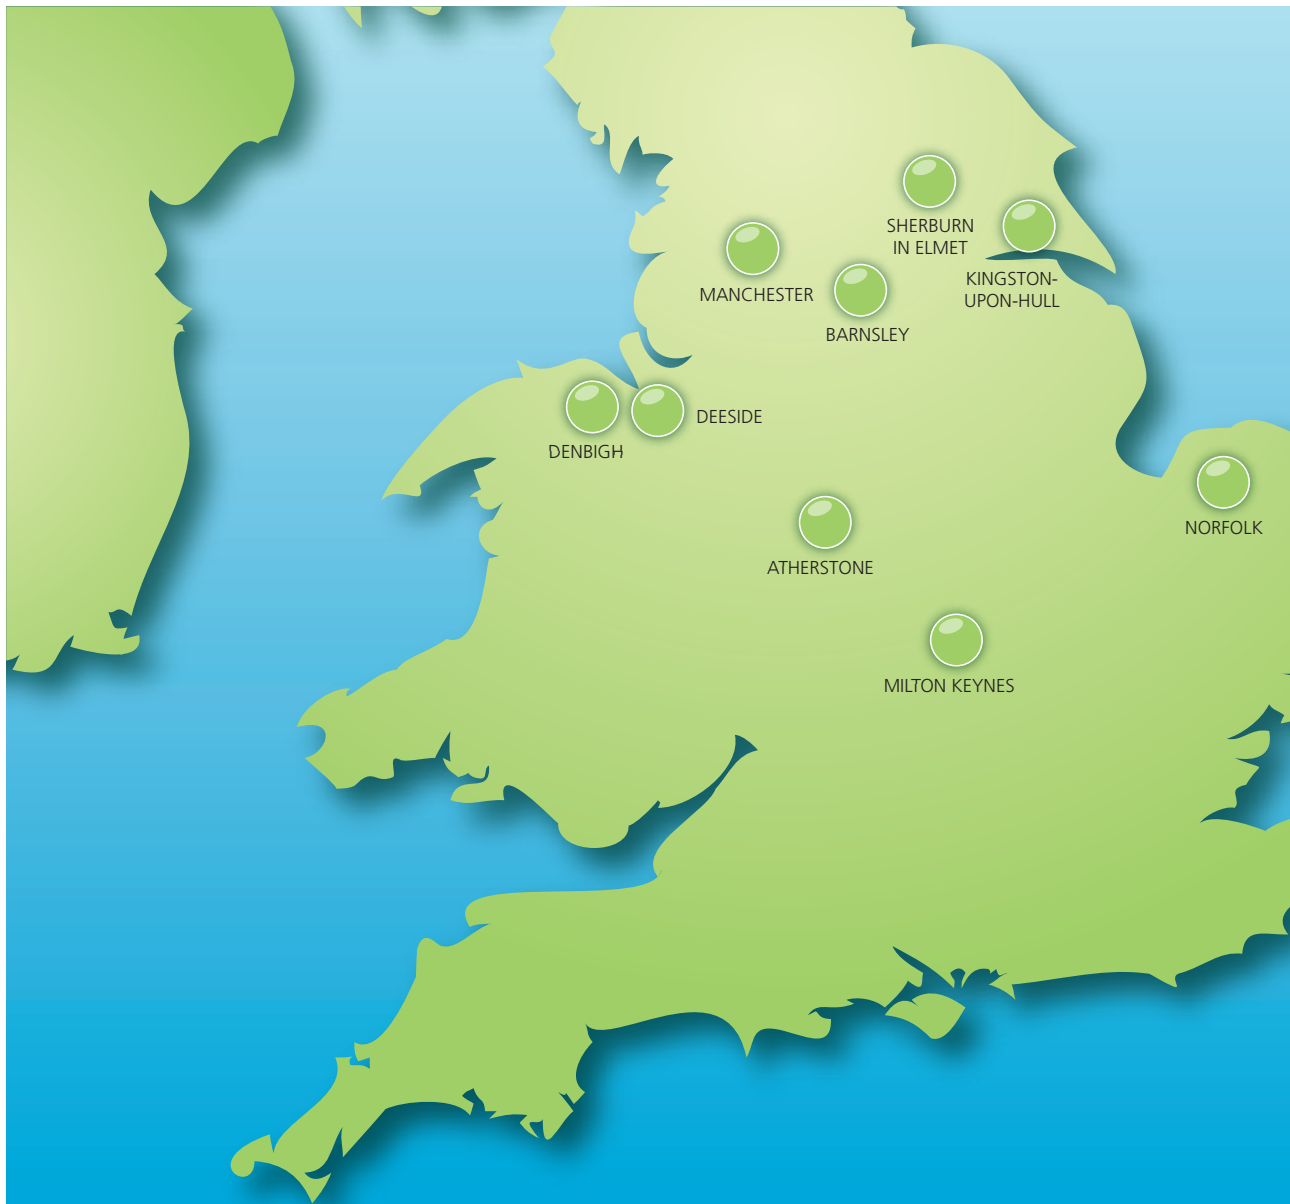 SHERBURN
IN ELMET
KINGSTON-
UPON-HULL
MANCHESTER
BARNSLEY
DEESIDE
DENBIGH
NORFOLK
ATHERSTONE
MILTON KEYNES